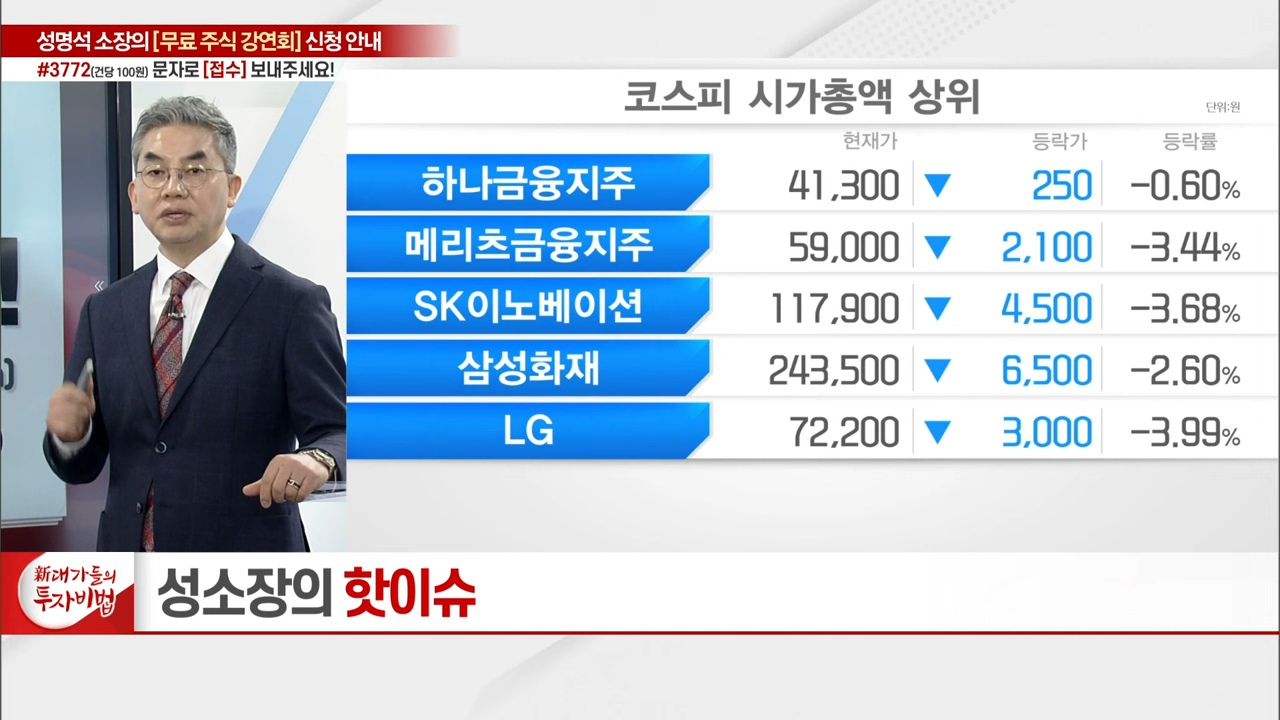 성명석 소장의 [무료 주식 강연회] 신청 안내
#3772(건당 100원) 문자로 [접수] 보내주세요!
코스피 시가총액 상위
단위:원
현재가 등락가 등락률
하나금융지주 41,300 ▼ 250 -0.60%
메리츠금융지주 59,000 ▼ 2,100 -3.44%
SK이노베이션 117,900 ▼ 4,500 -3.68%
삼성화재 243,500 ▼ 6,500 -2.60%
LG 72,200 ▼ 3,000 -3.99%
新대가들의
투자비법
성소장의 핫이슈